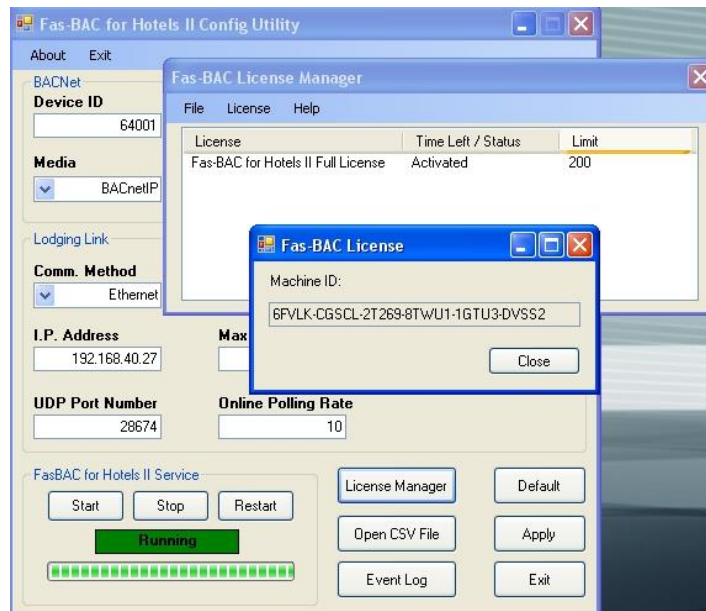 Fas-BAC for Hotels II Config Utility
About Exit
BACNet
Device ID
64001
Media
BACnetIP
Lodging Link
Comm. Method
Ethernet
I.P. Address
192.168.40.27
Max
UDP Port Number
28674
Online Polling Rate
10
FasBAC for Hotels II Service
Start Stop Restart
Running
License Manager Default
Open CSV File Apply
Event Log Exit
Fas-BAC License Manager
File License Help
License Time Left / Status Limit
Fas-BAC for Hotels II Full License Activated 200
Fas-BAC License
Machine ID:
6FVLK-CGSCL-2T269-8TWU1-1GTU3-DVSS2
Close